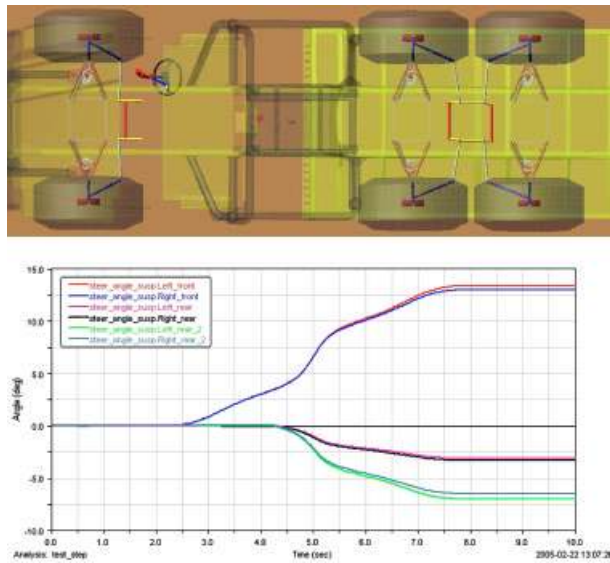 15.0
steer_angle_susp.Left_front
steer_angle_susp.Right_front
steer_angle_susp.Left_rear
steer_angle_susp.Right_rear
steer_angle_susp.Left_rear_2
steer_angle_susp.Right_rear_2
10.0
5.0
Angle (deg)
0.0
-5.0
-10.0
0.0 1.0 2.0 3.0 4.0 5.0 6.0 7.0 8.0 9.0 10.0
Analysis: test_step Time (sec) 2005-02-22 13:07:26